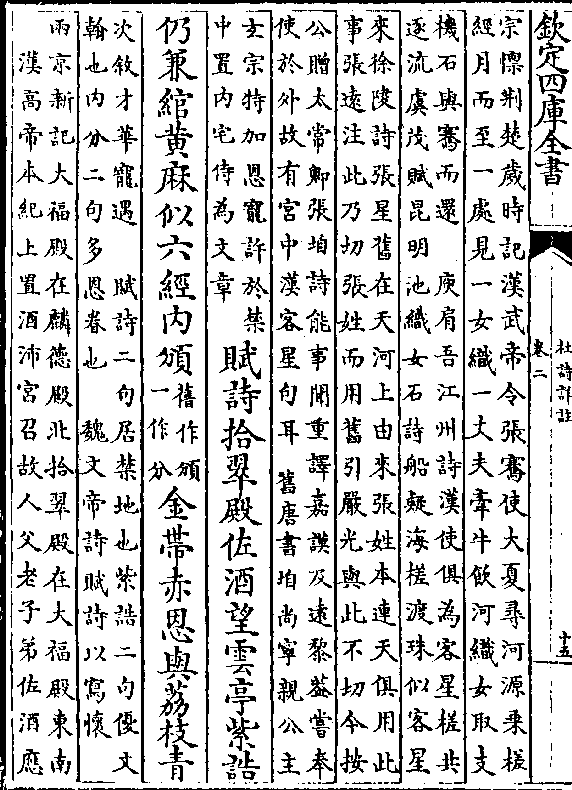 欽定四庫全書
杜詩詳註
卷二
十五
宗懔荆楚歲時記漢武帝令張騫使大夏尋河源乗槎
經月而至一處見一女織一丈夫牽牛飲河織女取支
機石與騫而還　庾肩吾江州詩漢使俱為客星槎共
逐流虞茂賦昆明池織女石詩船疑海槎渡珠似客星
來徐陵詩張星舊在天河上由來張姓本連天俱用此
事張遠注此乃切張姓而用舊引嚴光與此不切今按
公贈太常卿張垍詩能事聞重譯嘉謨及遠黎葢嘗奉
使於外故有宫中漢客星句耳　舊唐書垍尚寧親公主
玄宗特加恩寵許於禁
中置内宅侍為文章
賦詩拾翠殿佐酒望雲亭紫誥
仍兼綰黄麻似六經内頒
舊作頒
一作分
金帶赤恩與荔枝青
次敘才華寵遇　賦詩二句居禁地也紫誥二句優文
翰也内分二句多恩眷也　魏文帝詩賦詩以寫懷
兩京新記大福殿在麟德殿北拾翠殿在大福殿東南
漢高帝本紀上置酒沛宫召故人父老子弟佐酒應